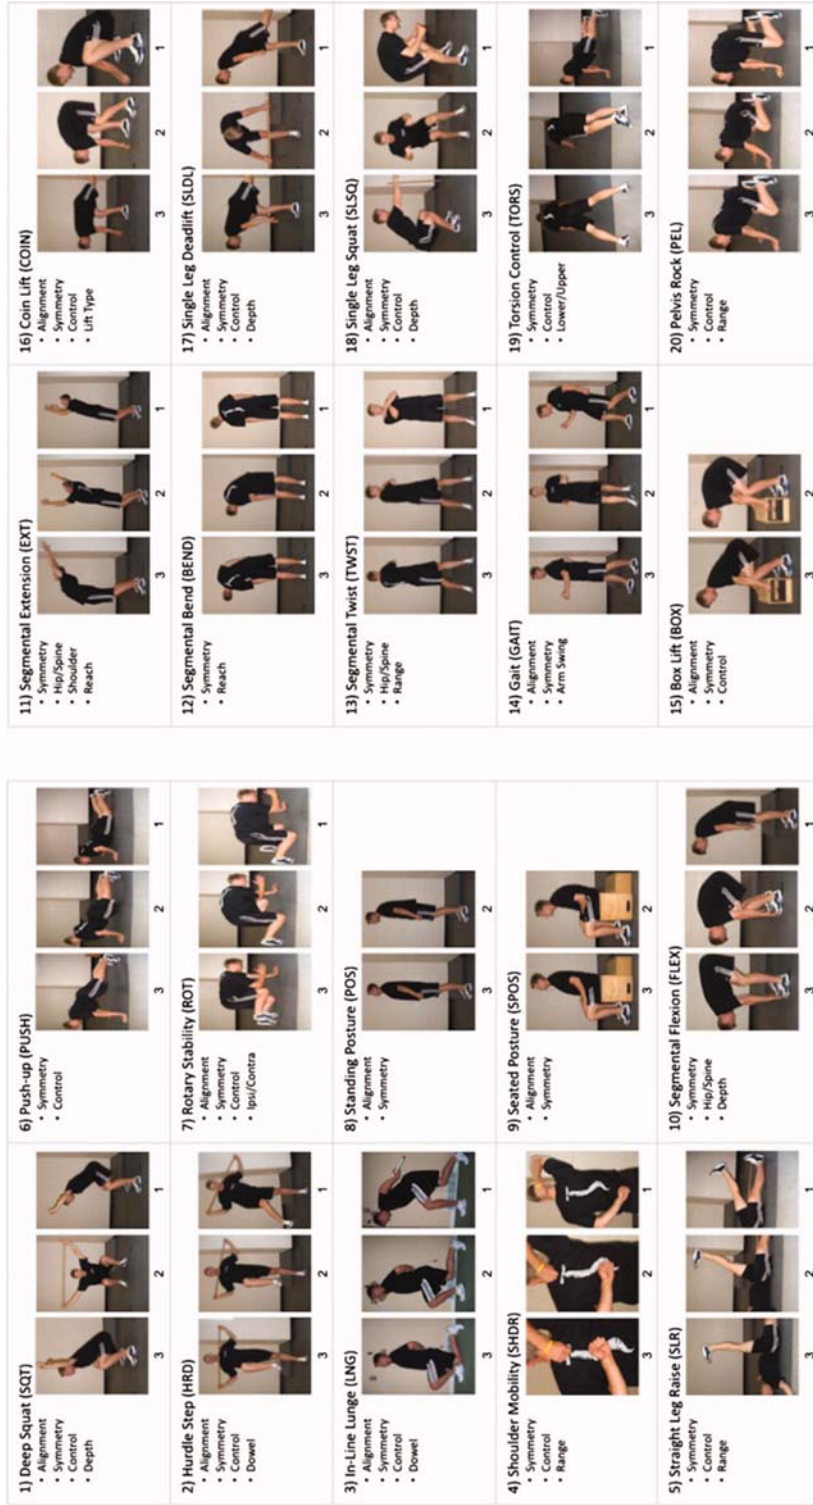 1) Deep Squat (SQT)
• Alignment
• Symmetry
• Control
• Depth
3 2 1
2) Hurdle Step (HRD)
• Alignment
• Symmetry
• Control
• Dowel
3 2 1
3) In-Line Lunge (LNG)
• Alignment
• Symmetry
• Control
• Dowel
3 2 1
4) Shoulder Mobility (SHDR)
• Symmetry
• Control
• Range
3 2 1
5) Straight Leg Raise (SLR)
• Symmetry
• Control
• Range
3 2 1
6) Push-up (PUSH)
• Symmetry
• Control
3 2 1
7) Rotary Stability (ROT)
• Alignment
• Symmetry
• Control
• Ipsi/Contra
3 2 1
8) Standing Posture (POS)
• Alignment
• Symmetry
3 2
9) Seated Posture (SPOS)
• Alignment
• Symmetry
3 2
10) Segmental Flexion (FLEX)
• Symmetry
• Hip/Spine
• Depth
3 2 1
11) Segmental Extension (EXT)
• Symmetry
• Hip/Spine
• Shoulder
• Reach
3 2 1
12) Segmental Bend (BEND)
• Symmetry
• Reach
3 2 1
13) Segmental Twist (TWST)
• Symmetry
• Hip/Spine
• Range
3 2 1
14) Gait (GAIT)
• Alignment
• Symmetry
• Arm Swing
3 2 1
15) Box Lift (BOX)
• Alignment
• Symmetry
• Control
3 2
16) Coin Lift (COIN)
• Alignment
• Symmetry
• Control
• Lift Type
3 2 1
17) Single Leg Deadlift (SLDL)
• Alignment
• Symmetry
• Control
• Depth
3 2 1
18) Single Leg Squat (SLSQ)
• Alignment
• Symmetry
• Control
• Depth
3 2 1
19) Torsion Control (TORS)
• Symmetry
• Control
• Lower/Upper
3 2 1
20) Pelvis Rock (PEL)
• Symmetry
• Control
• Range
3 2 1